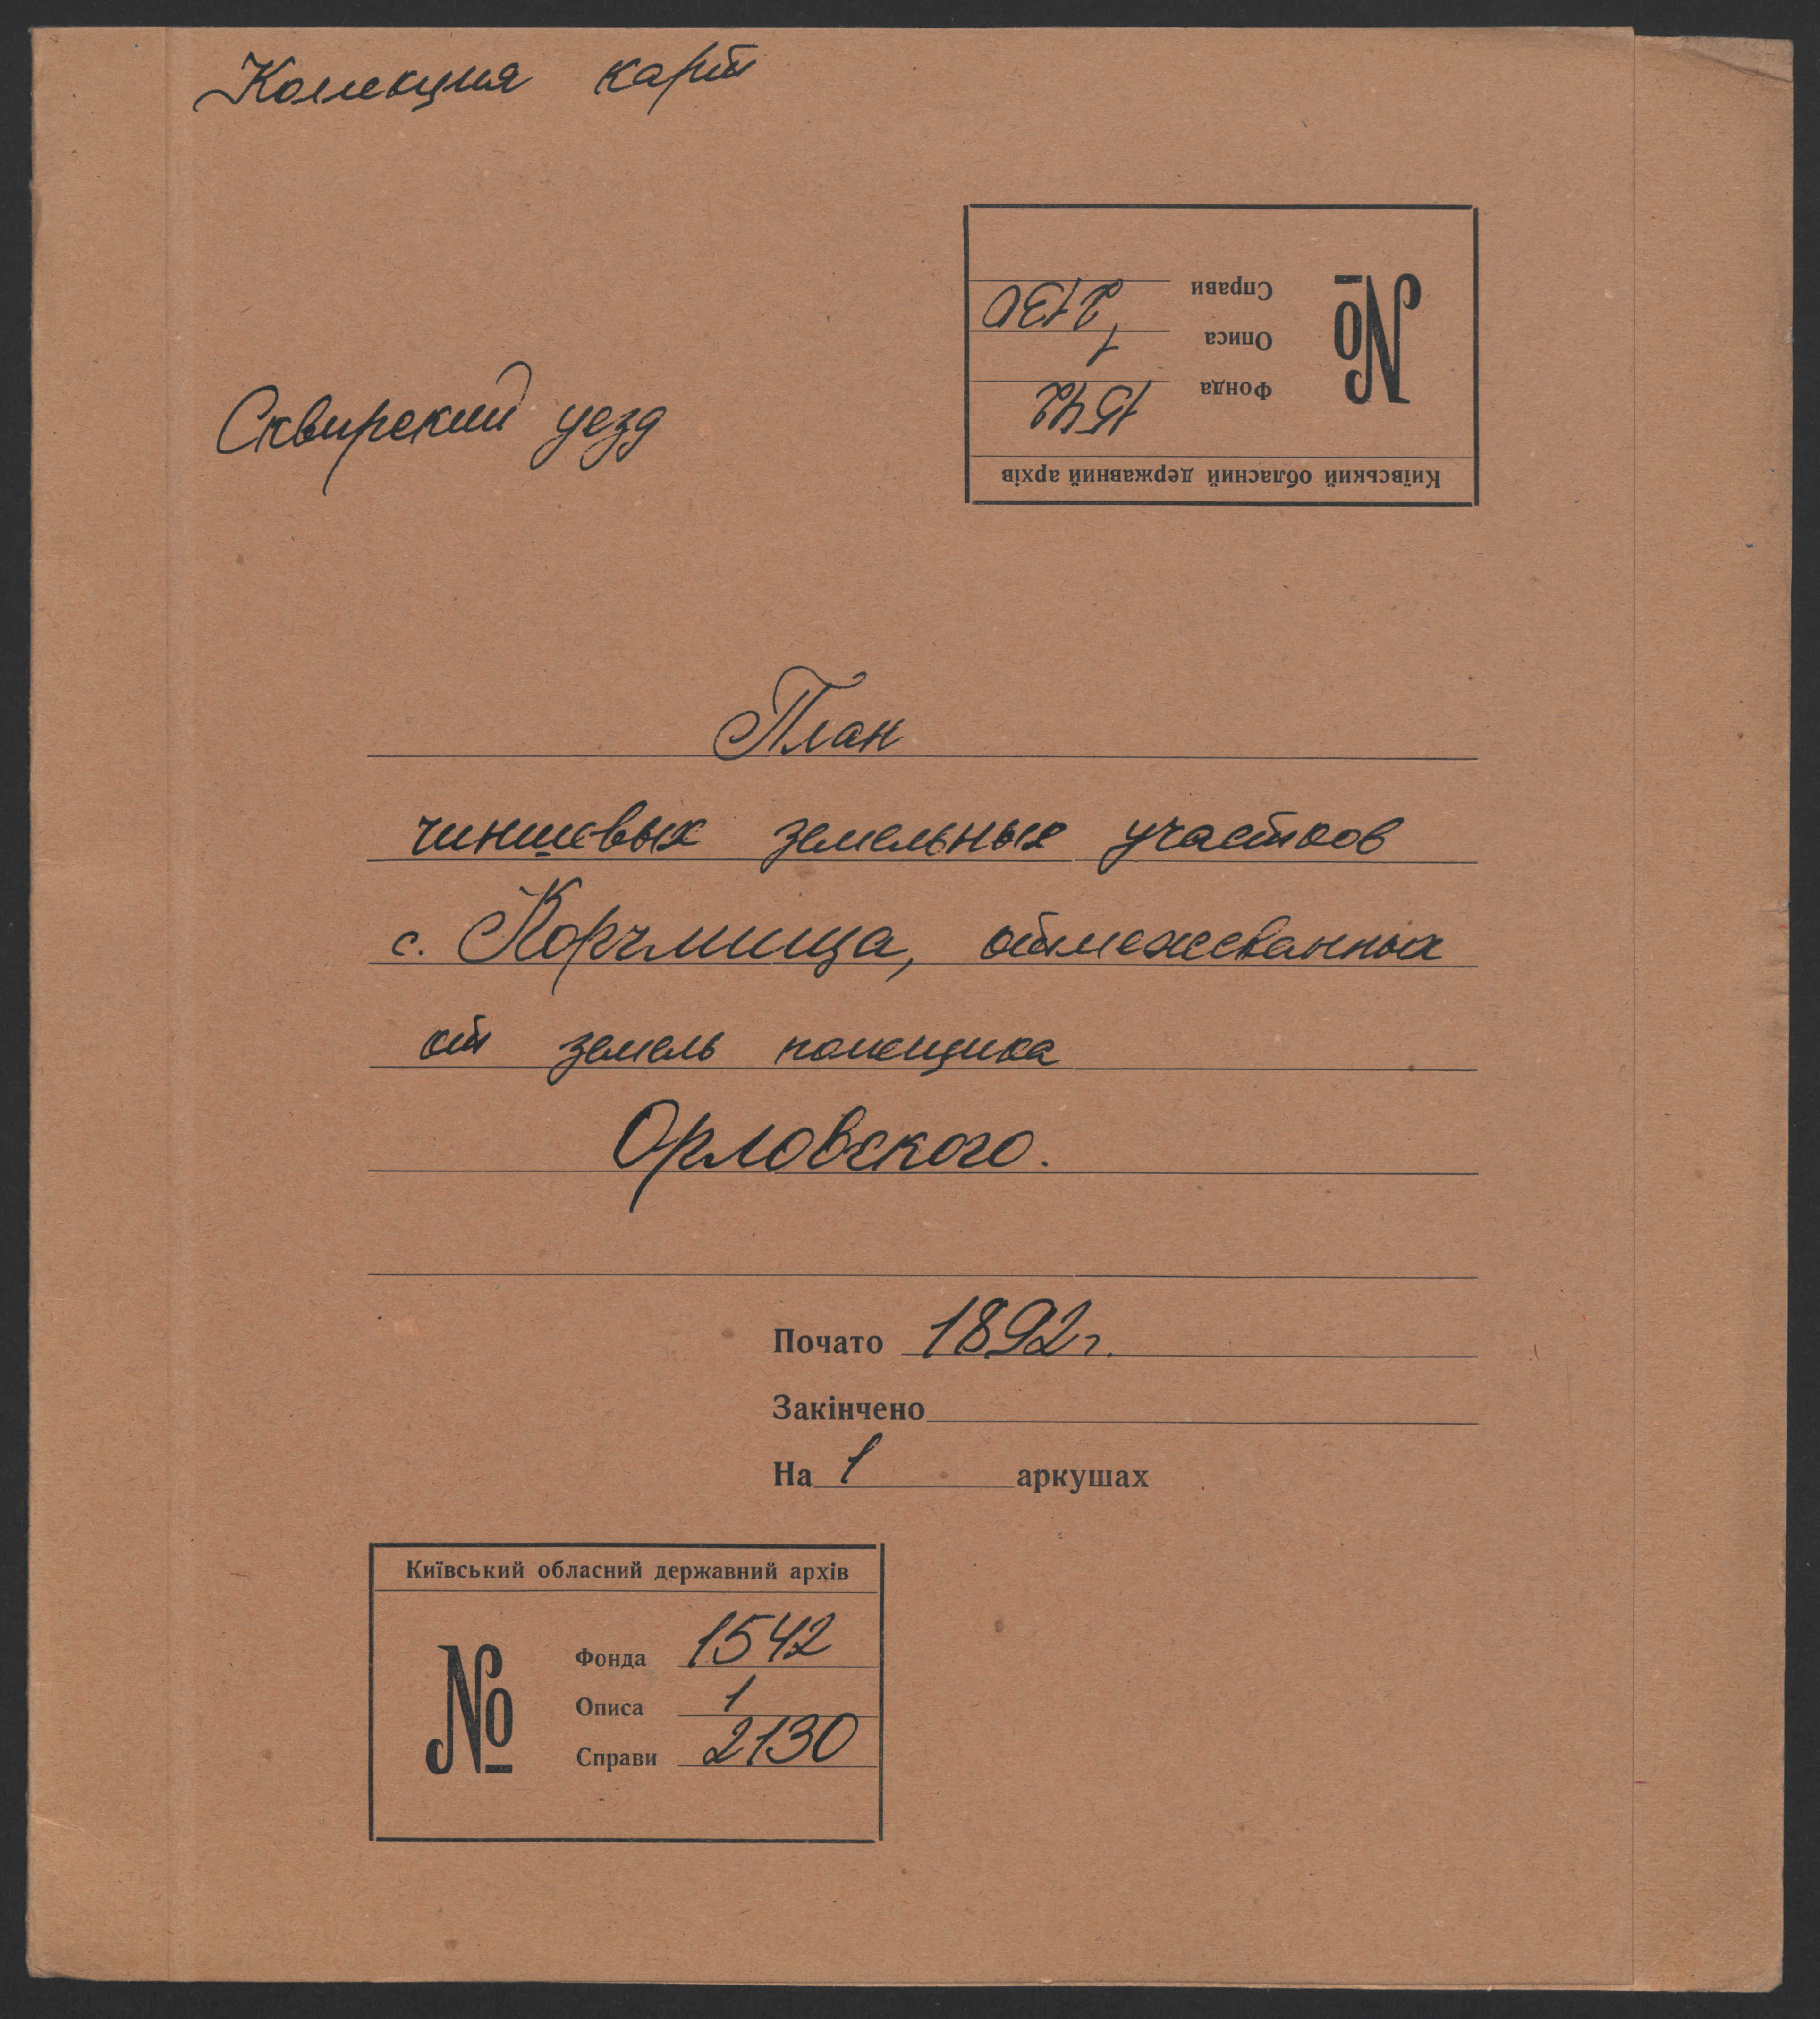 Колекция карт
Справи 2130
Описа 1
Фонда 1542
№
Київський обласний державний архів
Сквирский уезд
План
чиншевых земельных участков
с. Корчмища, отмежеванных
от земель помещика
Орловского.
Почато 1892 г.
Закінчено
На 1 аркушах
Київський обласний державний архів
№
Фонда 1542
Описа 1
Справи 2130